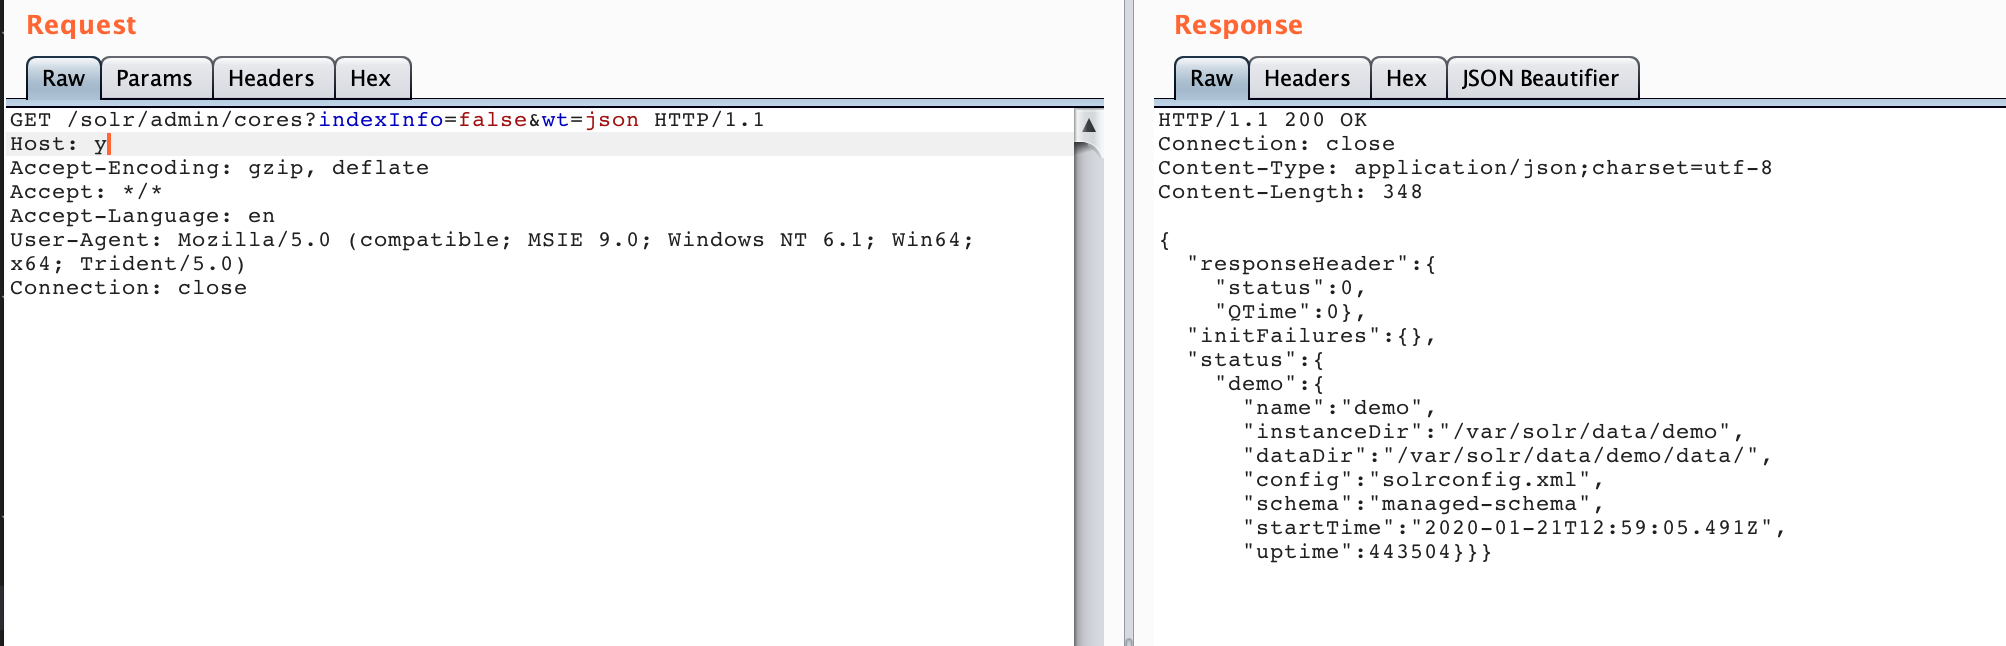 Request
Raw Params Headers Hex
GET /solr/admin/cores?indexInfo=false&wt=json HTTP/1.1
Host: y
Accept-Encoding: gzip, deflate
Accept: */*
Accept-Language: en
User-Agent: Mozilla/5.0 (compatible; MSIE 9.0; Windows NT 6.1; Win64;
x64; Trident/5.0)
Connection: close
Response
Raw Headers Hex JSON Beautifier
HTTP/1.1 200 OK
Connection: close
Content-Type: application/json;charset=utf-8
Content-Length: 348
{
  "responseHeader":{
    "status":0,
    "QTime":0},
  "initFailures":{},
  "status":{
    "demo":{
      "name":"demo",
      "instanceDir":"/var/solr/data/demo",
      "dataDir":"/var/solr/data/demo/data/",
      "config":"solrconfig.xml",
      "schema":"managed-schema",
      "startTime":"2020-01-21T12:59:05.491Z",
      "uptime":443504}}}